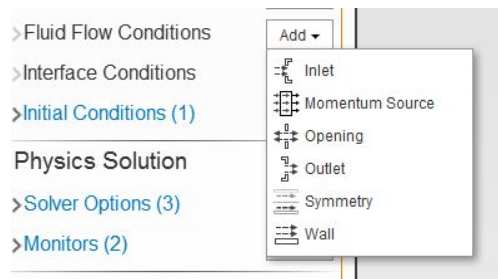 Fluid Flow Conditions
Add
Interface Conditions
Initial Conditions (1)
Physics Solution
Solver Options (3)
Monitors (2)
Inlet
Momentum Source
Opening
Outlet
Symmetry
Wall